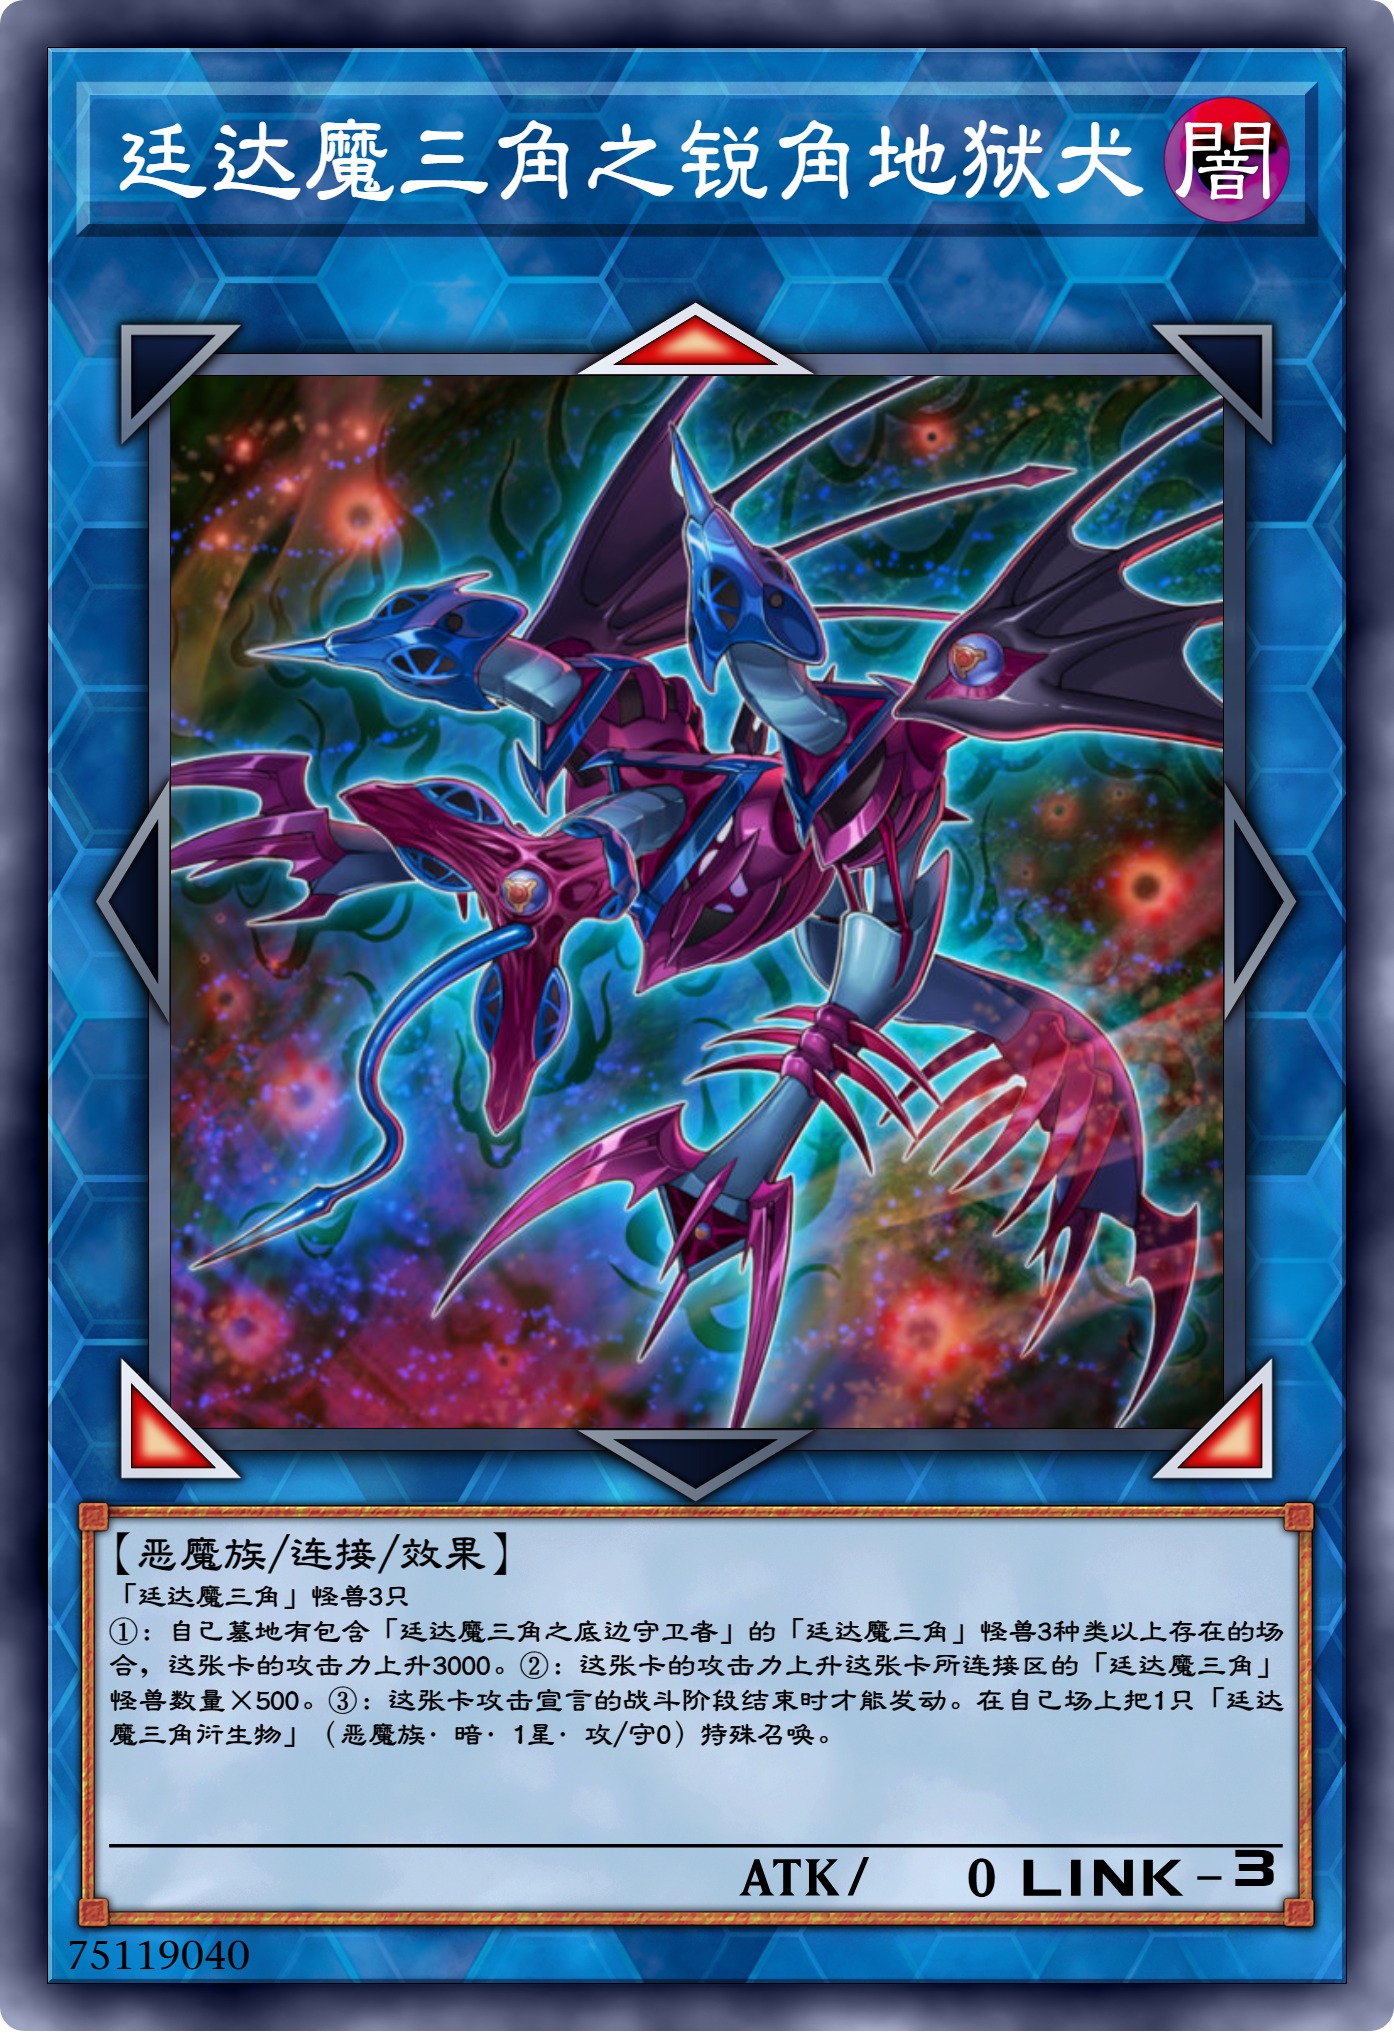 廷达魔三角之锐角地狱犬 闇
【恶魔族/连接/效果】
「廷达魔三角」怪兽3只
①：自己墓地有包含「廷达魔三角之底边守卫者」的「廷达魔三角」怪兽3种类以上存在的场
合，这张卡的攻击力上升3000。②：这张卡的攻击力上升这张卡所连接区的「廷达魔三角」
怪兽数量×500。③：这张卡攻击宣言的战斗阶段结束时才能发动。在自己场上把1只「廷达
魔三角衍生物」（恶魔族·暗·1星·攻/守0）特殊召唤。
ATK/ 0 LINK-3
75119040